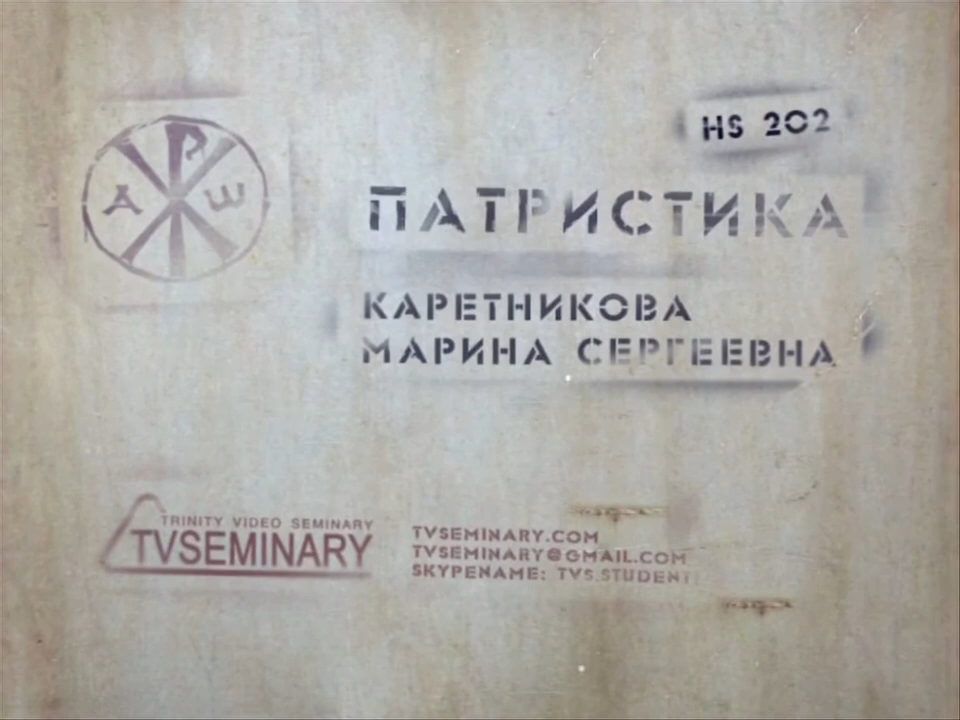 HS 202
ПАТРИСТИКА
КАРЕТНИКОВА
МАРИНА СЕРГЕЕВНА
TRINITY VIDEO SEMINARY
TVSEMINARY
TVSEMINARY.COM
TVSEMINARY@GMAIL.COM
SKYPENAME: TVS.STUDENT